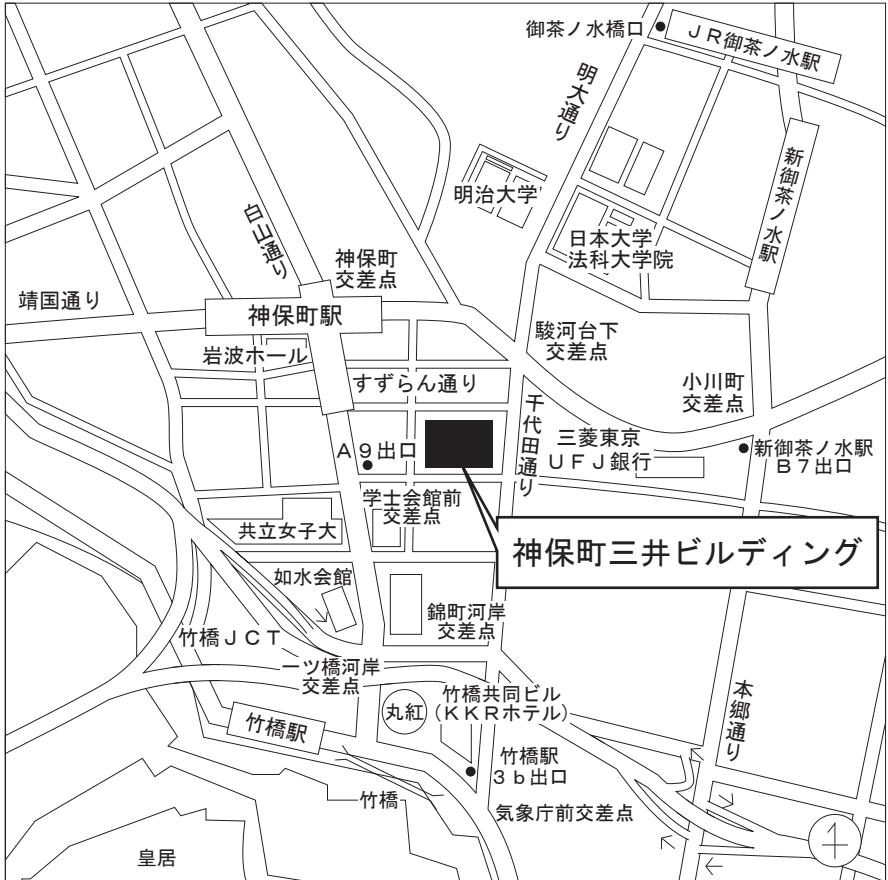 御茶ノ水橋口
ＪＲ御茶ノ水駅
明大通り
新御茶ノ水駅
明治大学
日本大学
法科大学院
白山通り
神保町
交差点
靖国通り
神保町駅
駿河台下
交差点
岩波ホール
すずらん通り
小川町
交差点
千代田通り
Ａ９出口
三菱東京
ＵＦＪ銀行
新御茶ノ水駅
Ｂ７出口
学士会館前
交差点
共立女子大
神保町三井ビルディング
如水会館
錦町河岸
交差点
竹橋ＪＣＴ
一ツ橋河岸
交差点
本郷通り
竹橋共同ビル
（ＫＫＲホテル）
丸紅
竹橋駅
竹橋駅
３ｂ出口
竹橋
気象庁前交差点
皇居